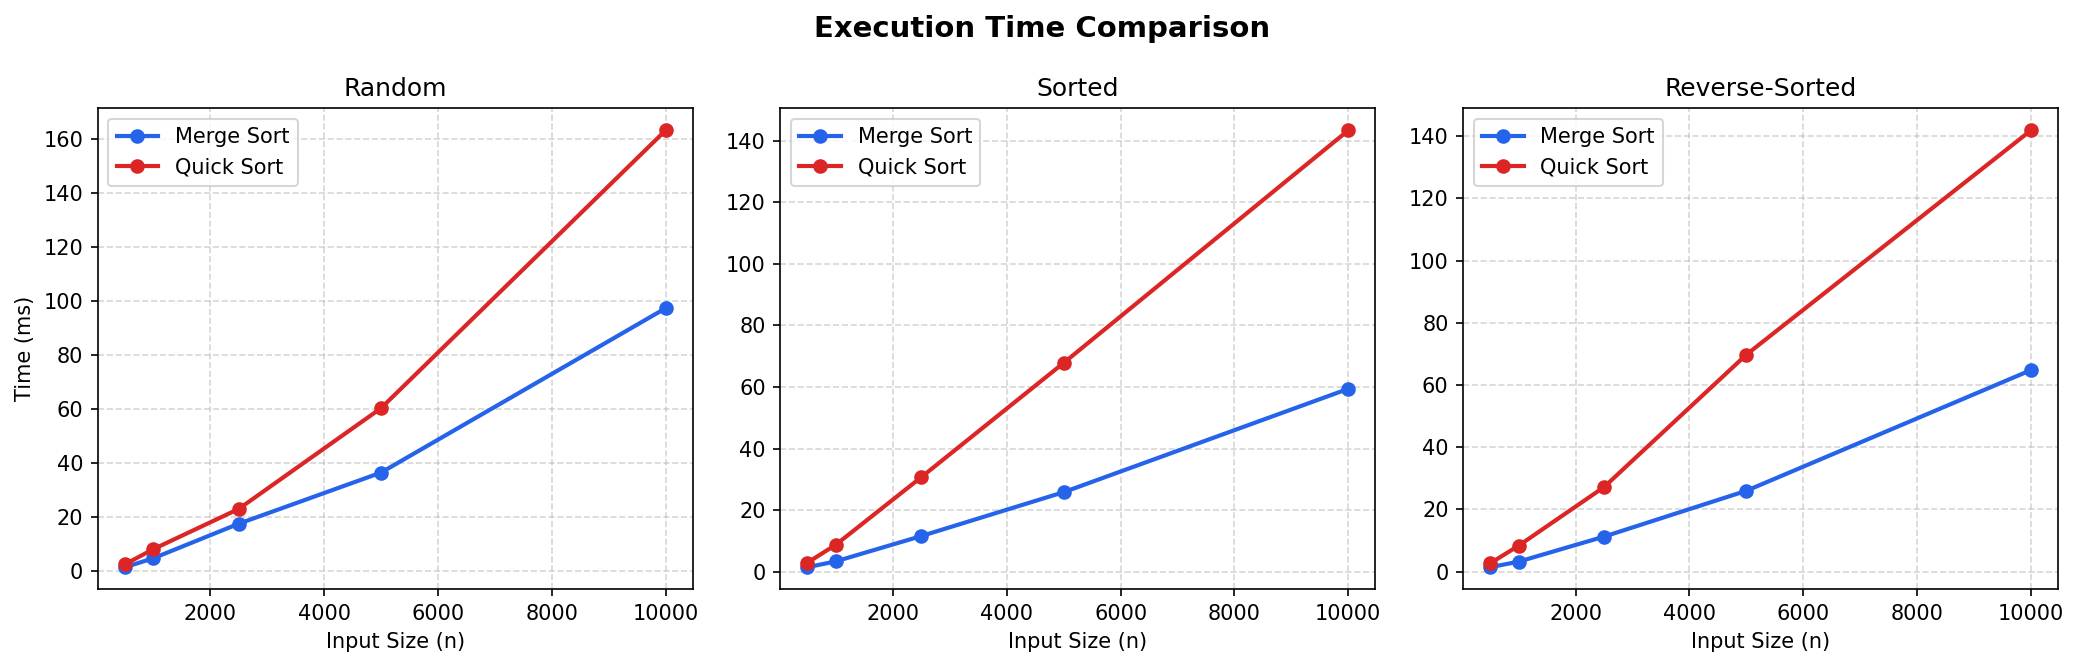 Execution Time Comparison
Random
Merge Sort
Quick Sort
Time (ms)
160
140
120
100
80
60
40
20
0
2000 4000 6000 8000 10000
Input Size (n)
Sorted
Merge Sort
Quick Sort
140
120
100
80
60
40
20
0
2000 4000 6000 8000 10000
Input Size (n)
Reverse-Sorted
Merge Sort
Quick Sort
140
120
100
80
60
40
20
0
2000 4000 6000 8000 10000
Input Size (n)